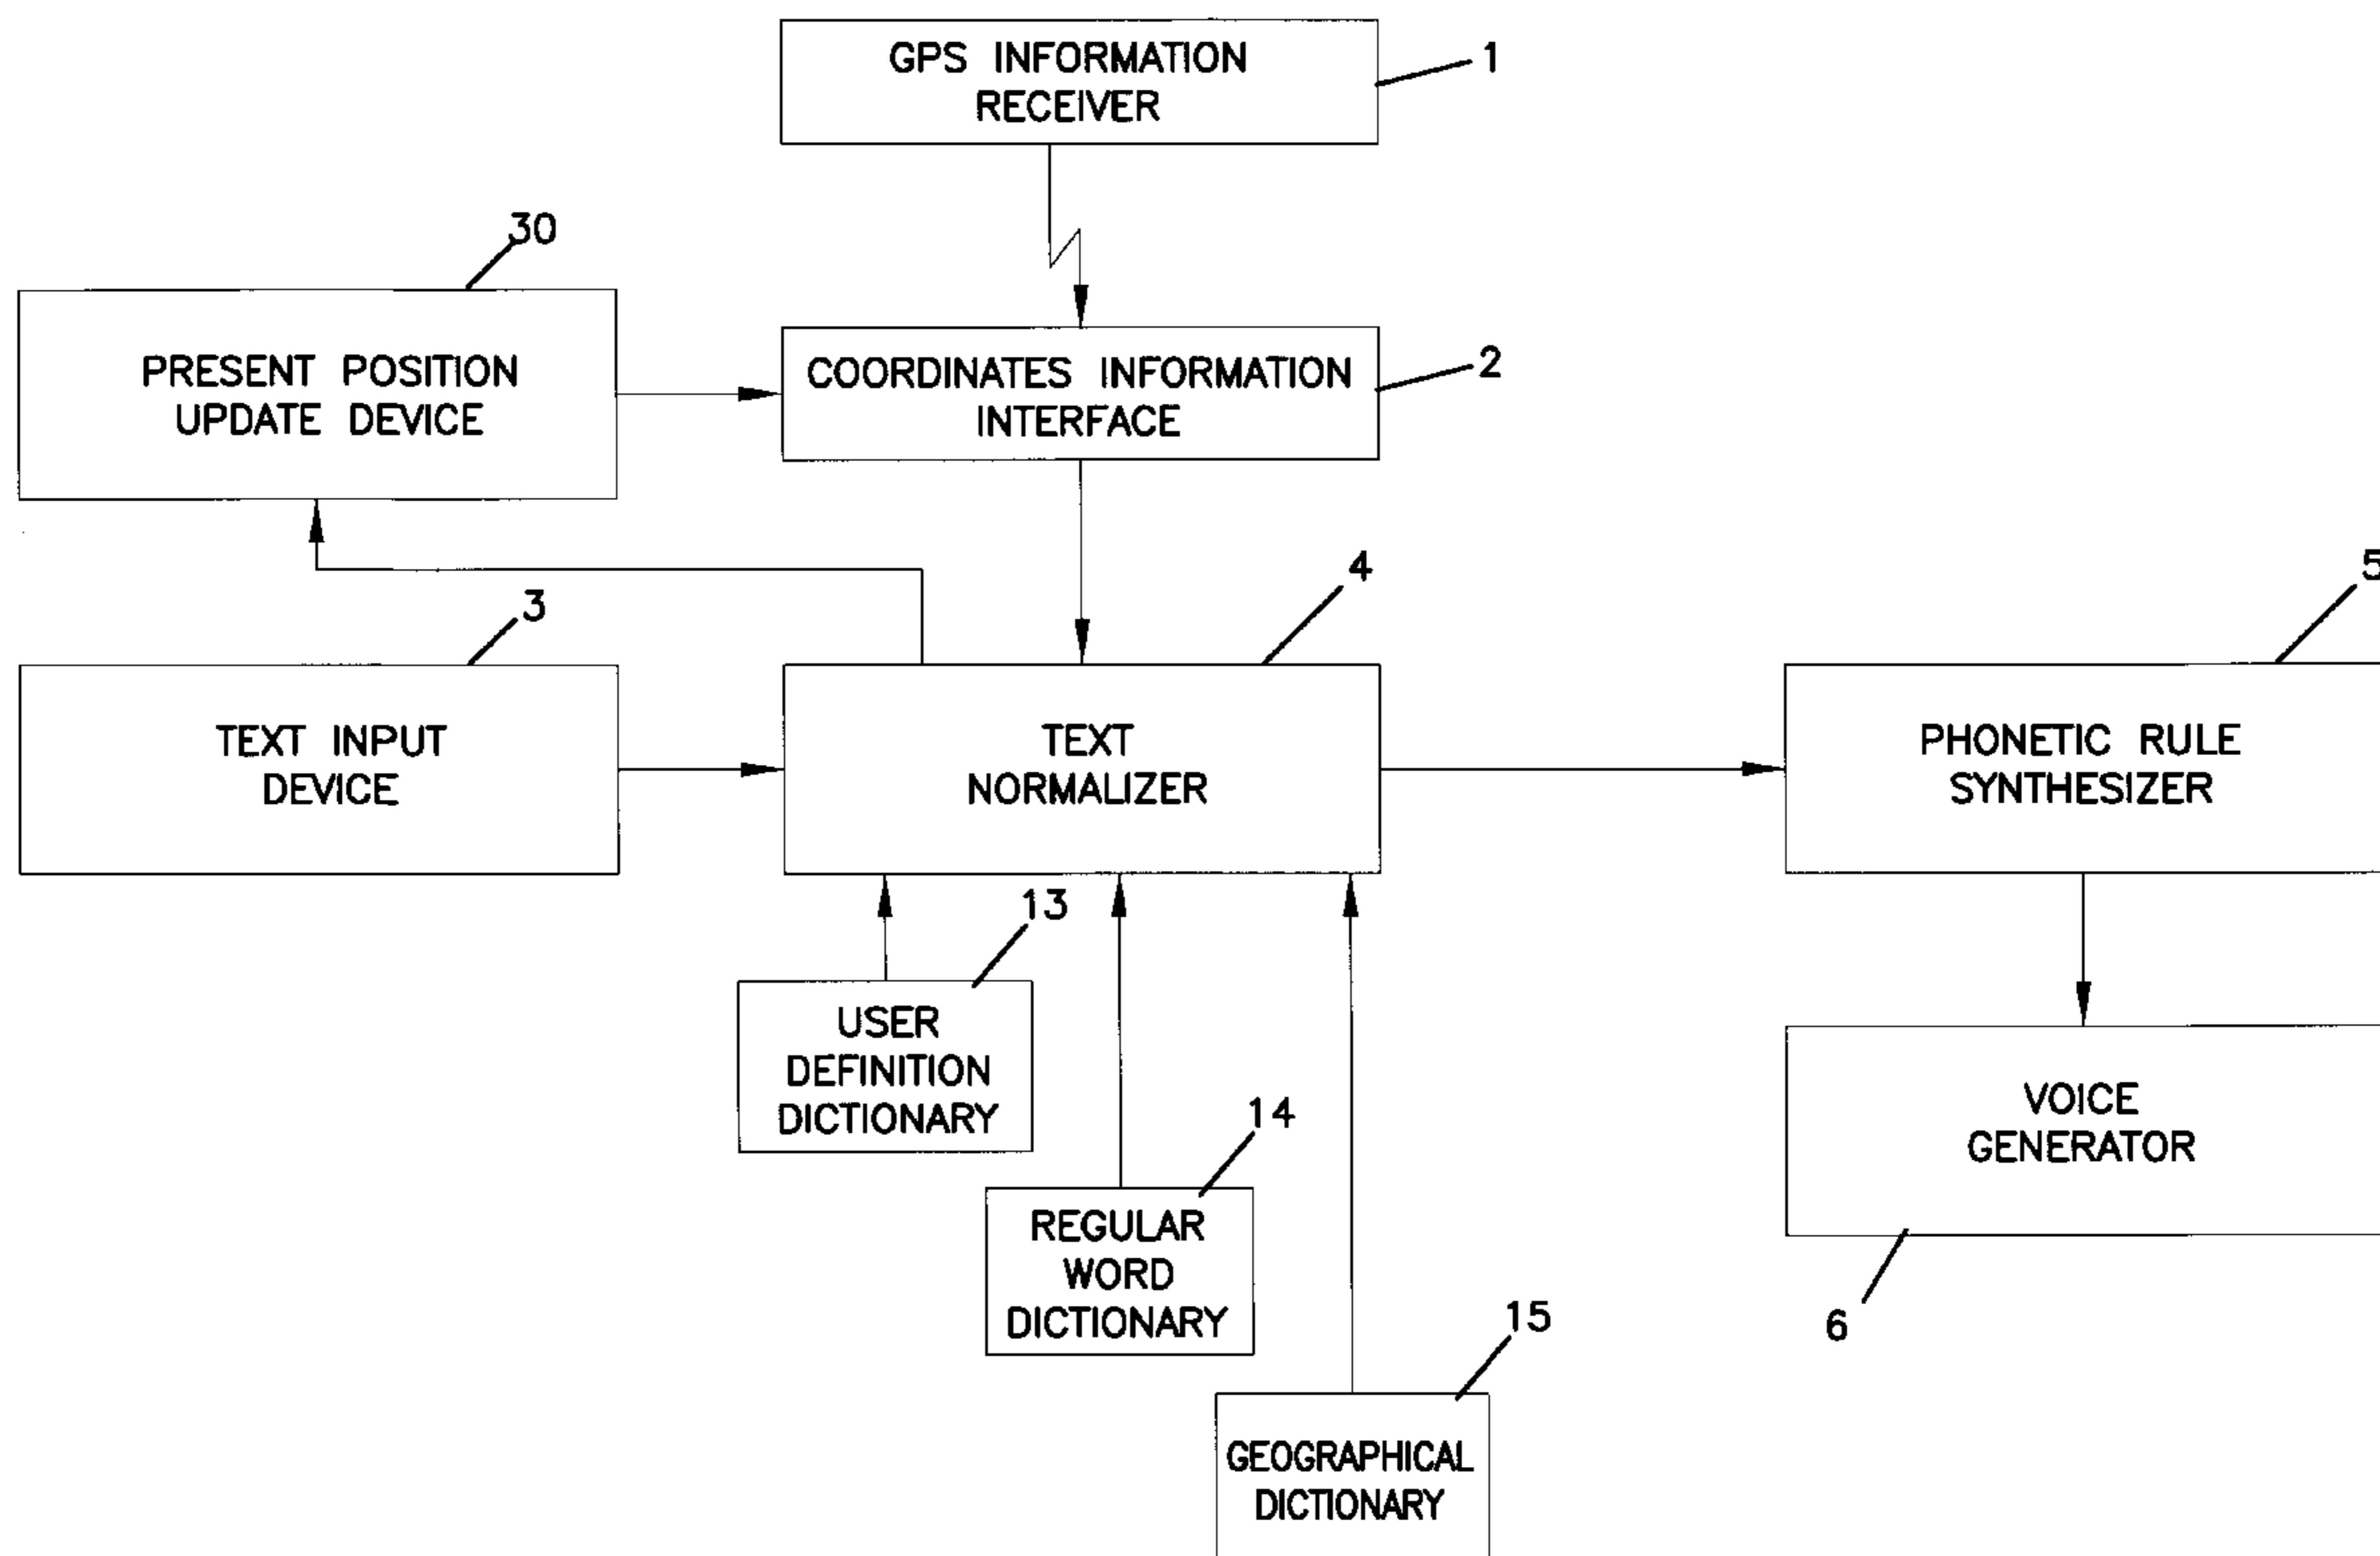 GPS INFORMATION
RECEIVER
1
30
PRESENT POSITION
UPDATE DEVICE
COORDINATES INFORMATION
INTERFACE
2
3
TEXT INPUT
DEVICE
4
TEXT
NORMALIZER
5
PHONETIC RULE
SYNTHESIZER
13
USER
DEFINITION
DICTIONARY
14
REGULAR
WORD
DICTIONARY
15
GEOGRAPHICAL
DICTIONARY
VOICE
GENERATOR
6